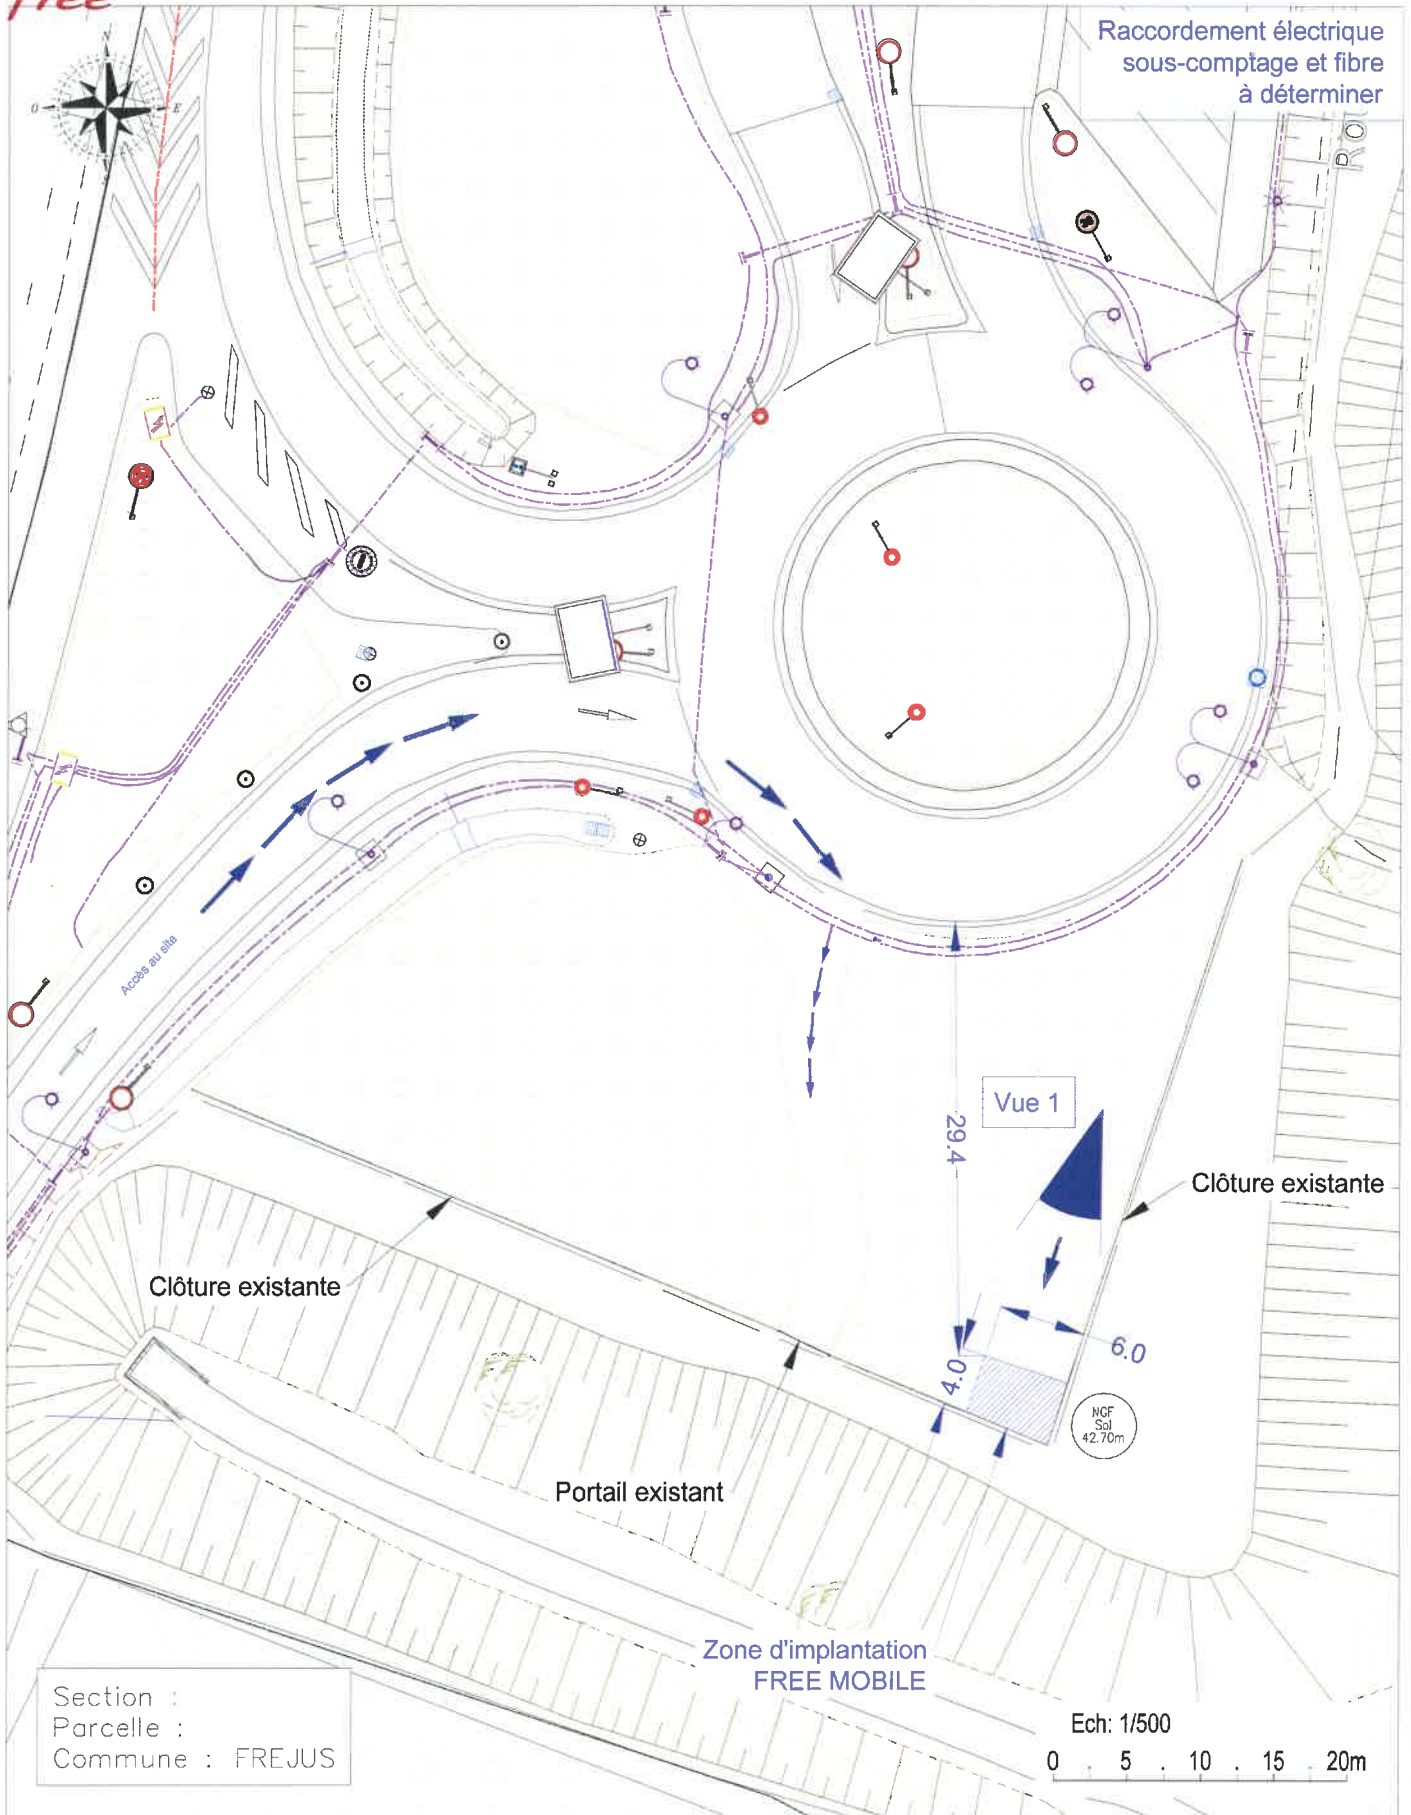 free
N
O
E
Raccordement électrique
sous-comptage et fibre
à déterminer
Accès au site
Vue 1
29.4
Clôture existante
Clôture existante
6.0
4.0
NGF
Sol
42.70m
Portail existant
Zone d'implantation
FREE MOBILE
Section :
Parcelle :
Commune : FREJUS
Ech: 1/500
0 . 5 . 10 . 15 . 20m